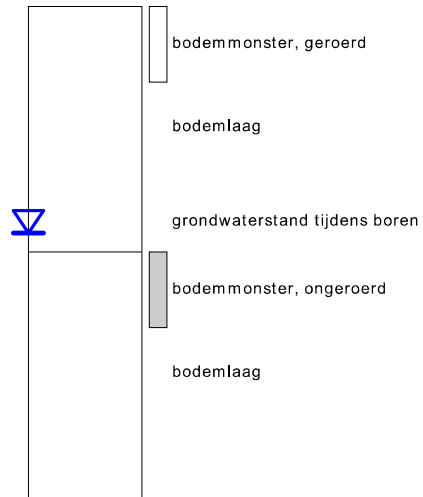 bodemmonster, geroerd
bodemlaag
grondwaterstand tijdens boren
bodemmonster, ongeroerd
bodemlaag